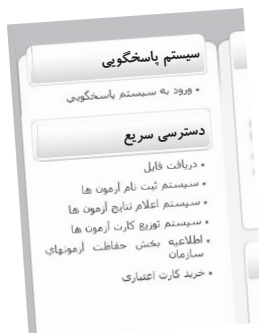 سیستم پاسخگویی
• ورود به سیستم پاسخگویی
دسترسی سریع
• دریافت فایل
• سیستم ثبت نام آزمون ها
• سیستم اعلام نتایج آزمون ها
• سیستم توزیع کارت آزمون ها
• اطلاعیه بخش حفاظت آزمونهای
سازمان
• خرید کارت اعتباری